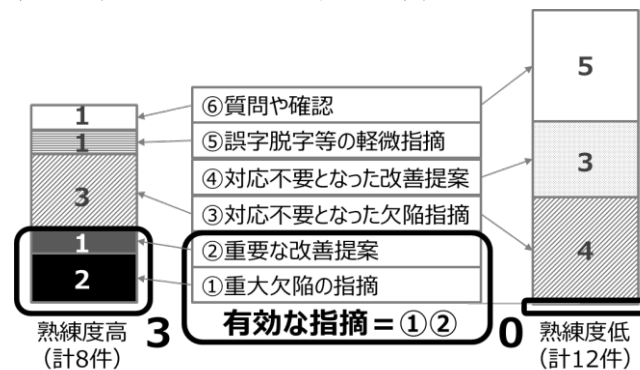 1
1
3
1
2
⑥質問や確認
⑤誤字脱字等の軽微指摘
④対応不要となった改善提案
③対応不要となった欠陥指摘
②重要な改善提案
①重大欠陥の指摘
有効な指摘=①②
5
3
4
熟練度高
(計8件)
3
0
熟練度低
(計12件)